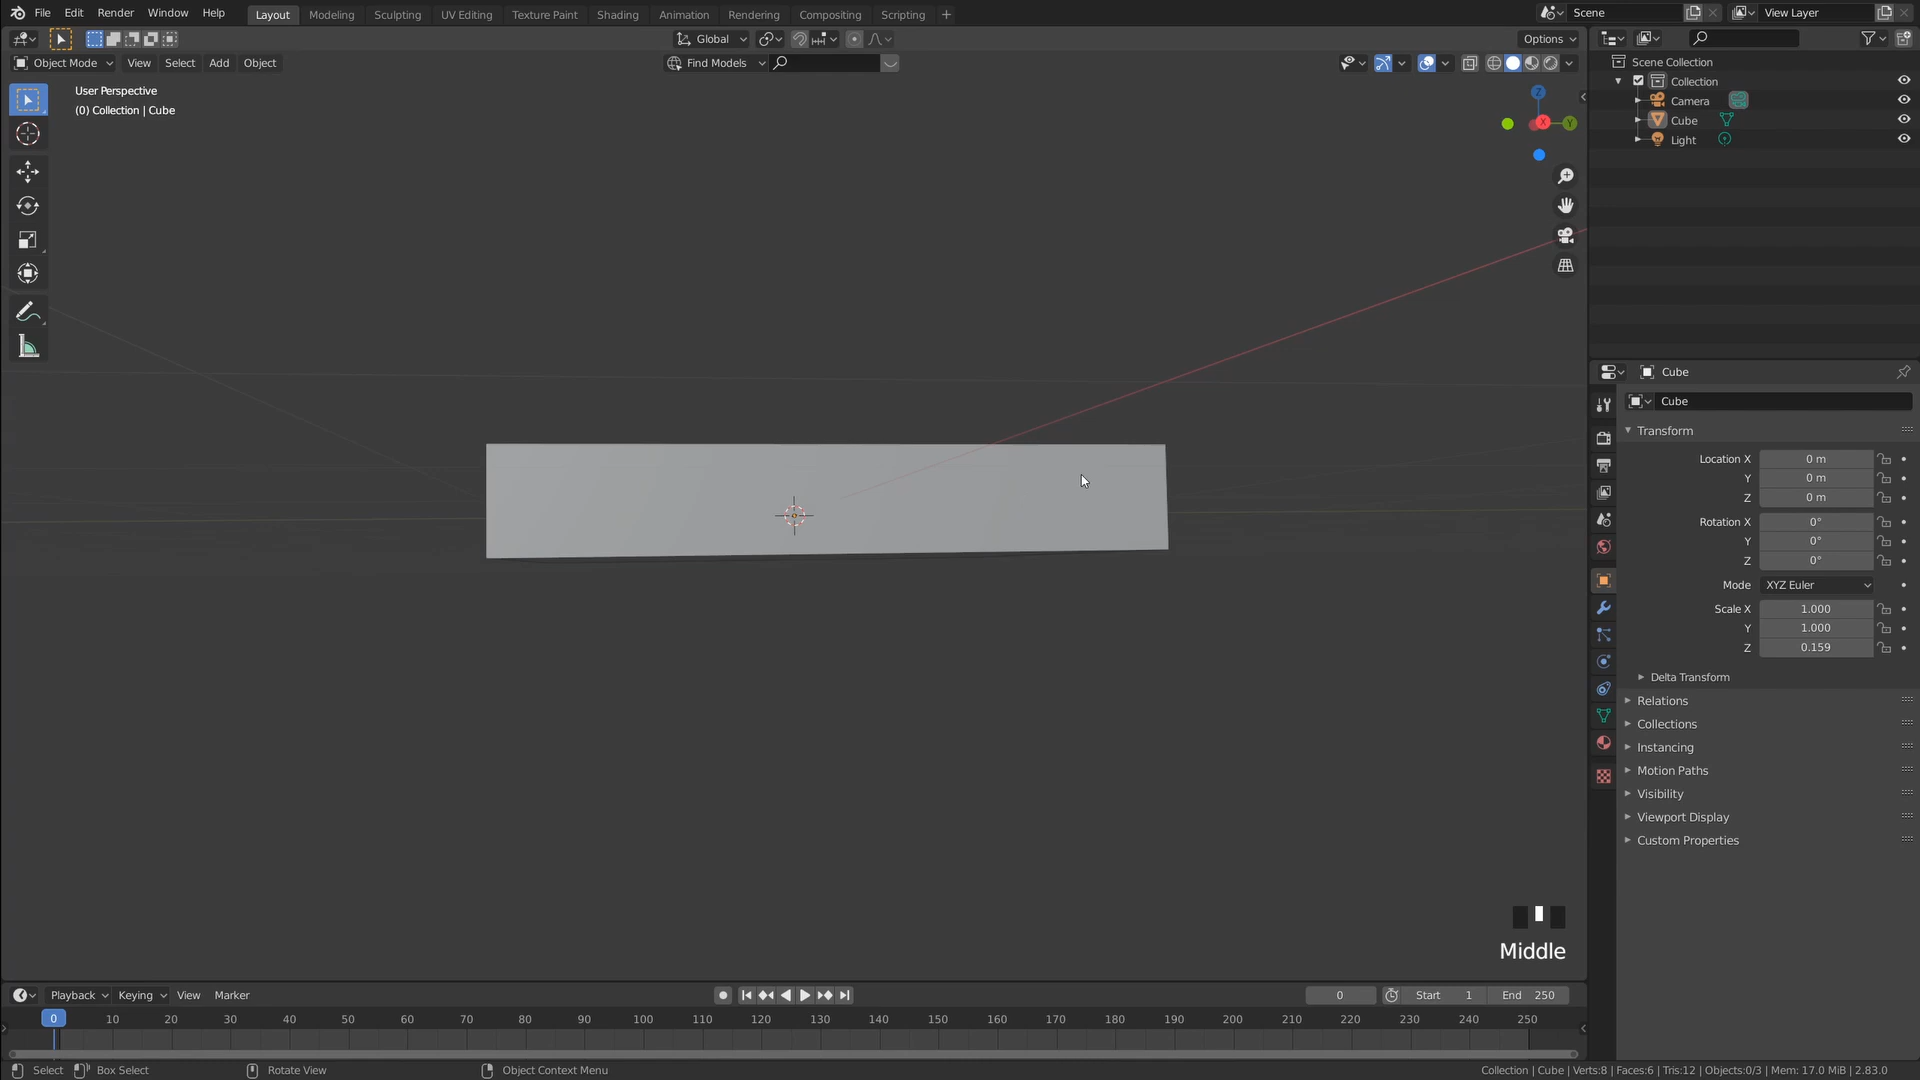 File Edit Render Window Help Layout Modeling Sculpting UV Editing Texture Paint Shading Animation Rendering Compositing Scripting + Scene View Layer
Global Options
Object Mode View Select Add Object Find Models
User Perspective
(0) Collection | Cube
Z
X
Y
Scene Collection
Collection
Camera
Cube
Light
Cube
Cube
Transform
Location X 0 m
Y 0 m
Z 0 m
Rotation X 0°
Y 0°
Z 0°
Mode XYZ Euler
Scale X 1.000
Y 1.000
Z 0.159
Delta Transform
Relations
Collections
Instancing
Motion Paths
Visibility
Viewport Display
Custom Properties
Middle
Playback Keying View Marker 0 Start 1 End 250
0 10 20 30 40 50 60 70 80 90 100 110 120 130 140 150 160 170 180 190 200 210 220 230 240 250
Select Box Select Rotate View Object Context Menu Collection | Cube | Verts:8 | Faces:6 | Tris:12 | Objects:0/3 | Mem: 17.0 MiB | 2.83.0